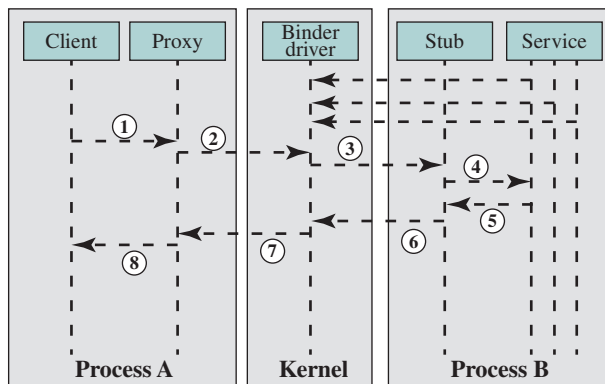 Client
Proxy
Binder
driver
Stub
Service
1
2
3
4
5
6
7
8
Process A
Kernel
Process B